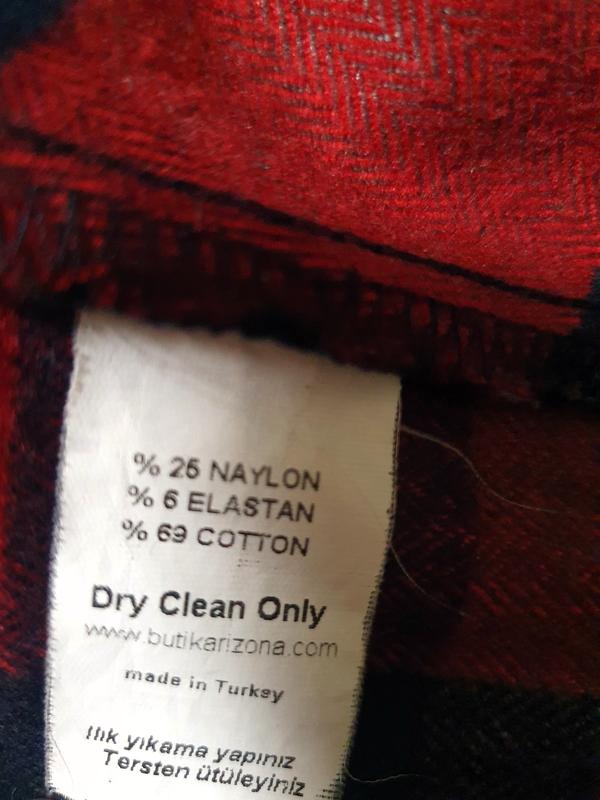 % 25 NAYLON
% 6 ELASTAN
% 69 COTTON
Dry Clean Only
www.butikarizona.com
made in Turkey
Ilık yıkama yapınız
Tersten ütüleyiniz